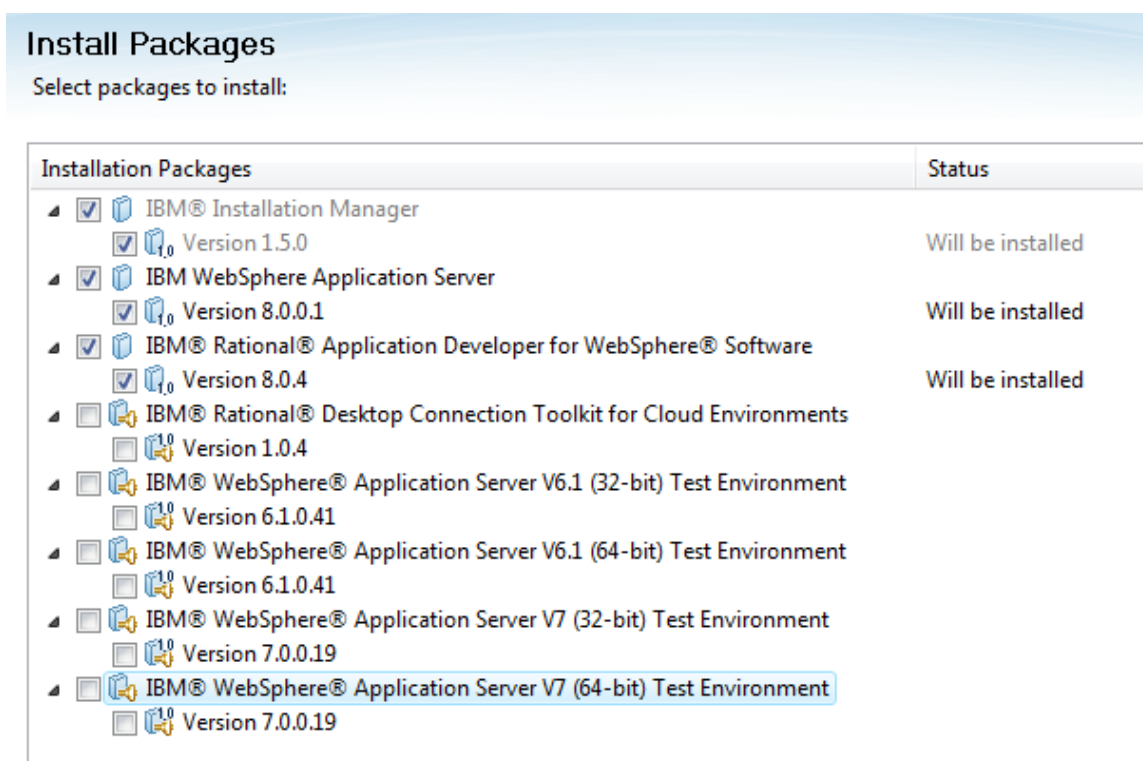 Install Packages
Select packages to install:
Installation Packages Status
IBM® Installation Manager
Version 1.5.0 Will be installed
IBM WebSphere Application Server
Version 8.0.0.1 Will be installed
IBM® Rational® Application Developer for WebSphere® Software
Version 8.0.4 Will be installed
IBM® Rational® Desktop Connection Toolkit for Cloud Environments
Version 1.0.4
IBM® WebSphere® Application Server V6.1 (32-bit) Test Environment
Version 6.1.0.41
IBM® WebSphere® Application Server V6.1 (64-bit) Test Environment
Version 6.1.0.41
IBM® WebSphere® Application Server V7 (32-bit) Test Environment
Version 7.0.0.19
IBM® WebSphere® Application Server V7 (64-bit) Test Environment
Version 7.0.0.19